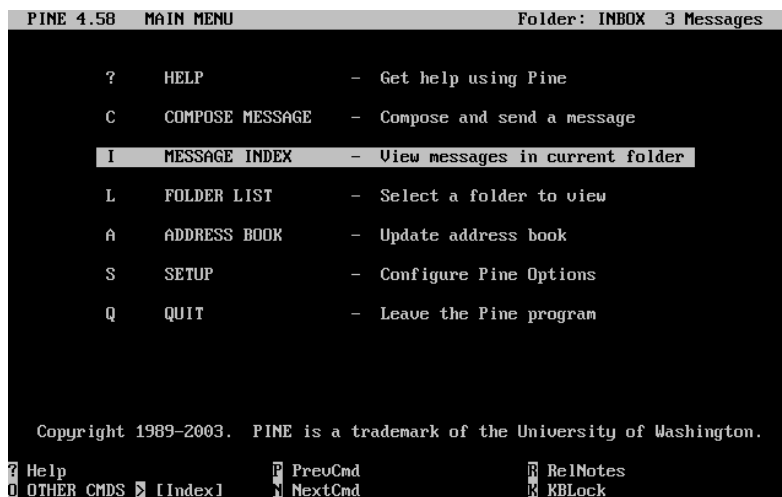 PINE 4.58 MAIN MENU Folder: INBOX 3 Messages
? HELP - Get help using Pine
C COMPOSE MESSAGE - Compose and send a message
I MESSAGE INDEX - View messages in current folder
L FOLDER LIST - Select a folder to view
A ADDRESS BOOK - Update address book
S SETUP - Configure Pine Options
Q QUIT - Leave the Pine program
Copyright 1989-2003. PINE is a trademark of the University of Washington.
? Help P PrevCmd R RelNotes
O OTHER CMDS > [Index] N NextCmd K KBLock